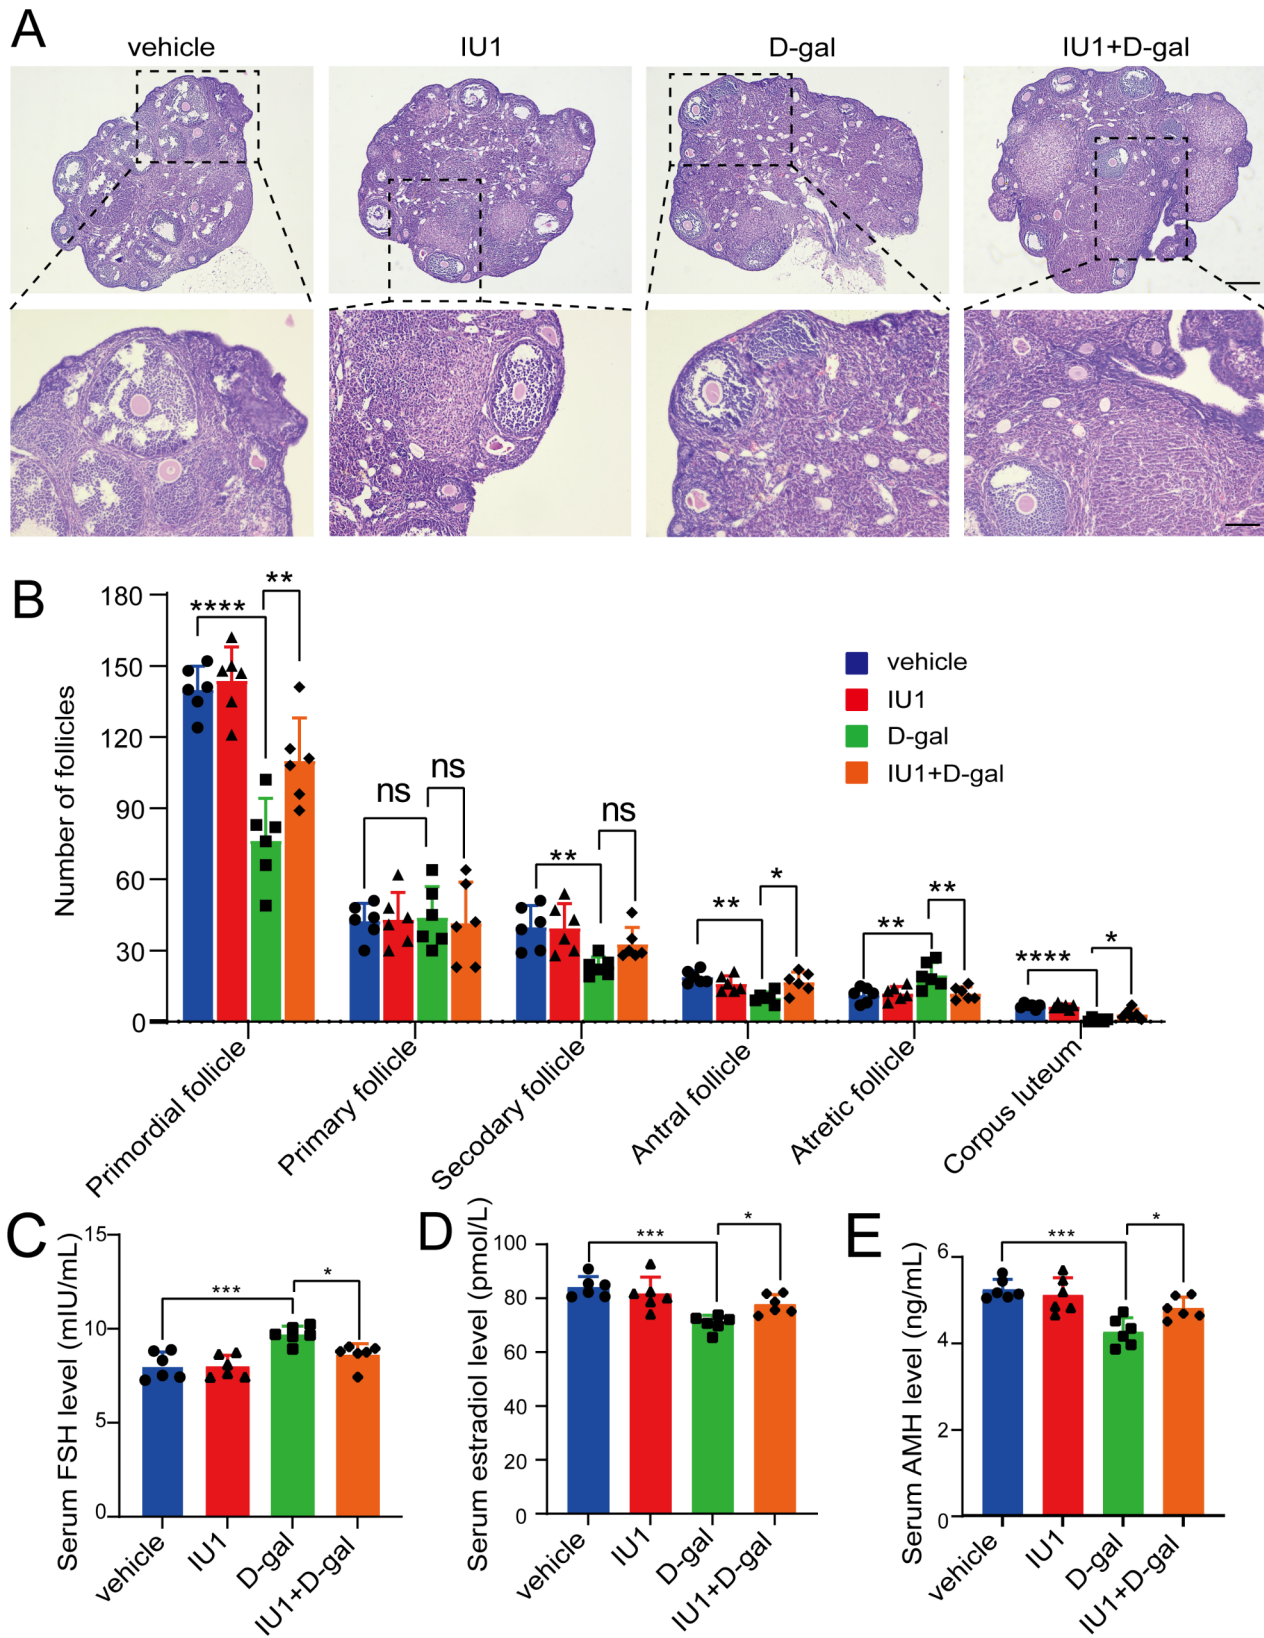 A
vehicle
IU1
D-gal
IU1+D-gal
B
Number of follicles
180
150
120
90
60
30
0
****
**
ns
ns
**
ns
**
*
**
**
****
*
vehicle
IU1
D-gal
IU1+D-gal
Primordial follicle
Primary follicle
Secodary follicle
Antral follicle
Atretic follicle
Corpus luteum
C
Serum FSH level (mIU/mL)
15
10
5
0
***
*
vehicle
IU1
D-gal
IU1+D-gal
D
Serum estradiol level (pmol/L)
100
80
60
40
20
0
***
*
vehicle
IU1
D-gal
IU1+D-gal
E
Serum AMH level (ng/mL)
6
4
2
0
***
*
vehicle
IU1
D-gal
IU1+D-gal